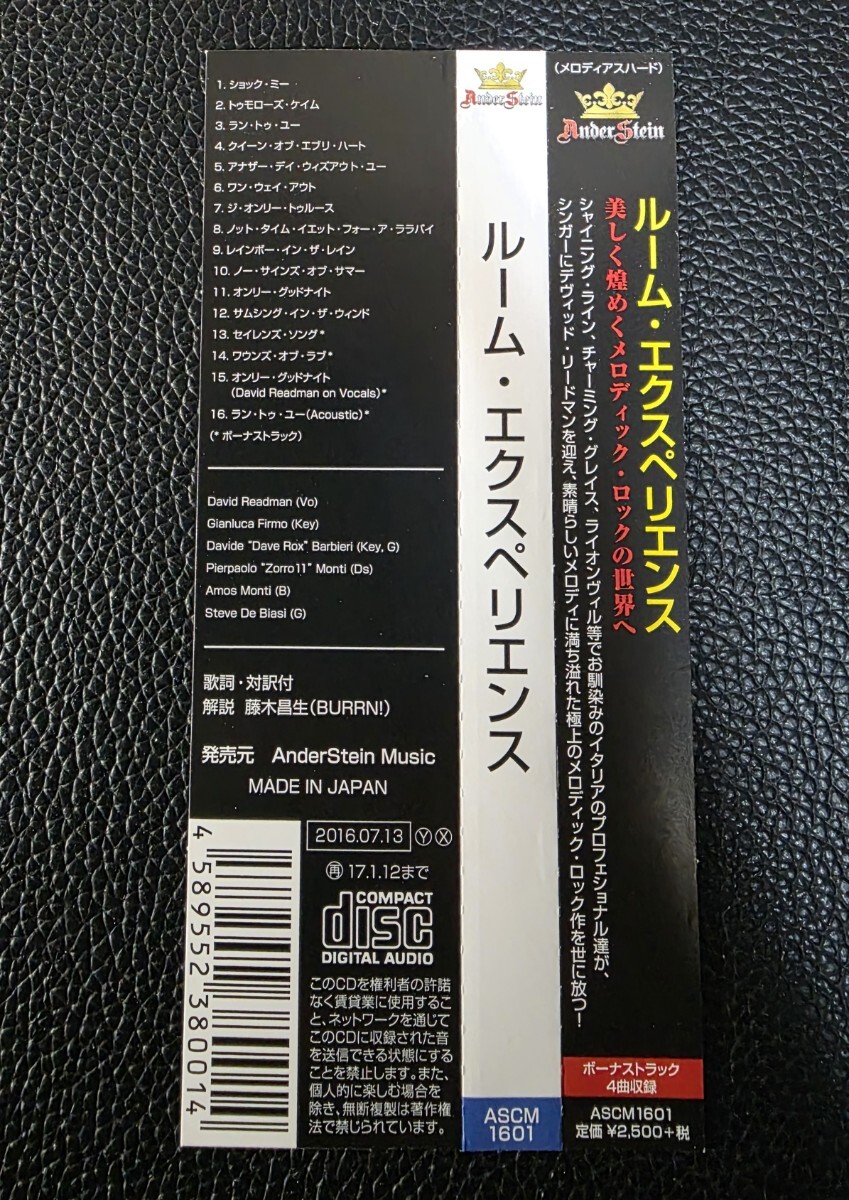 1. ショック・ミー
2. トゥモローズ・ケイム
3. ラン・トゥ・ユー
4. クイーン・オブ・エブリ・ハート
5. アナザー・デイ・ウィズアウト・ユー
6. ワン・ウェイ・アウト
7. ジ・オンリー・トゥルース
8. ノット・タイム・イエット・フォー・ア・ララバイ
9. レインボー・イン・ザ・レイン
10. ノー・サインズ・オブ・サマー
11. オンリー・グッドナイト
12. サムシング・イン・ザ・ウィンド
13. セイレンズ・ソング*
14. ワウンズ・オブ・ラブ*
15. オンリー・グッドナイト
(David Readman on Vocals)*
16. ラン・トゥ・ユー(Acoustic)*
(* ボーナストラック)
David Readman (Vo)
Gianluca Firmo (Key)
Davide "Dave Rox" Barbieri (Key, G)
Pierpaolo "Zorro11" Monti (Ds)
Amos Monti (B)
Steve De Biasi (G)
歌詞・対訳付
解説 藤木昌生(BURRN!)
発売元 AnderStein Music
MADE IN JAPAN
4 589552 380014
2016.07.13 Ⓨ Ⓧ
㊢ 17.1.12まで
COMPACT
disc
DIGITAL AUDIO
このCDを権利者の許諾
なく賃貸業に使用するこ
と、ネットワークを通じて
このCDに収録された音
を送信できる状態にする
ことを禁止します。また、
個人的に楽しむ場合を
除き、無断複製は著作権
法で禁じられています。
AnderStein
ルーム・エクスペリエンス
ASCM
1601
(メロディアスハード)
AnderStein
ルーム・エクスペリエンス
美しく煌めくメロディック・ロックの世界へ
シャイニング・ライン、チャーミング・グレイス、ライオンヴィル等でお馴染みのイタリアのプロフェショナル達が、
シンガーにデヴィッド・リードマンを迎え、素晴らしいメロディに満ち溢れた極上のメロディック・ロック作を世に放つ!
ボーナストラック
4曲収録
ASCM1601
定価 ¥2,500+税